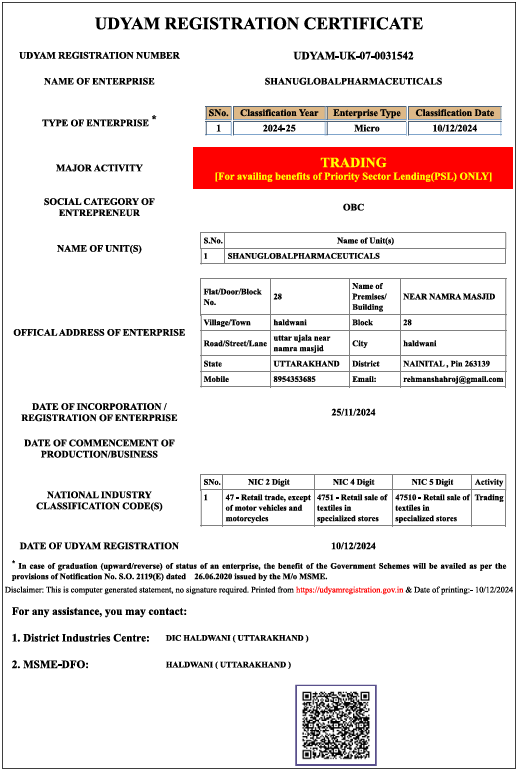 UDYAM REGISTRATION CERTIFICATE
UDYAM REGISTRATION NUMBER UDYAM-UK-07-0031542
NAME OF ENTERPRISE SHANUGLOBALPHARMACEUTICALS
TYPE OF ENTERPRISE *
SNo. Classification Year Enterprise Type Classification Date
1 2024-25 Micro 10/12/2024
MAJOR ACTIVITY
TRADING
[For availing benefits of Priority Sector Lending(PSL) ONLY]
SOCIAL CATEGORY OF
ENTREPRENEUR
OBC
NAME OF UNIT(S)
S.No. Name of Unit(s)
1 SHANUGLOBALPHARMACEUTICALS
OFFICAL ADDRESS OF ENTERPRISE
Flat/Door/Block
No.
28
Name of
Premises/
Building
NEAR NAMRA MASJID
Village/Town haldwani Block 28
Road/Street/Lane
uttar ujala near
namra masjid
City haldwani
State UTTARAKHAND District NAINITAL , Pin 263139
Mobile 8954353685 Email: rehmanshahroj@gmail.com
DATE OF INCORPORATION /
REGISTRATION OF ENTERPRISE
25/11/2024
DATE OF COMMENCEMENT OF
PRODUCTION/BUSINESS
NATIONAL INDUSTRY
CLASSIFICATION CODE(S)
SNo. NIC 2 Digit NIC 4 Digit NIC 5 Digit Activity
1
47 - Retail trade, except
of motor vehicles and
motorcycles
4751 - Retail sale of
textiles in
specialized stores
47510 - Retail sale of
textiles in
specialized stores
Trading
DATE OF UDYAM REGISTRATION 10/12/2024
* In case of graduation (upward/reverse) of status of an enterprise, the benefit of the Government Schemes will be availed as per the
provisions of Notification No. S.O. 2119(E) dated 26.06.2020 issued by the M/o MSME.
Disclaimer: This is computer generated statement, no signature required. Printed from https://udyamregistration.gov.in & Date of printing:- 10/12/2024
For any assistance, you may contact:
1. District Industries Centre: DIC HALDWANI ( UTTARAKHAND )
2. MSME-DFO: HALDWANI ( UTTARAKHAND )